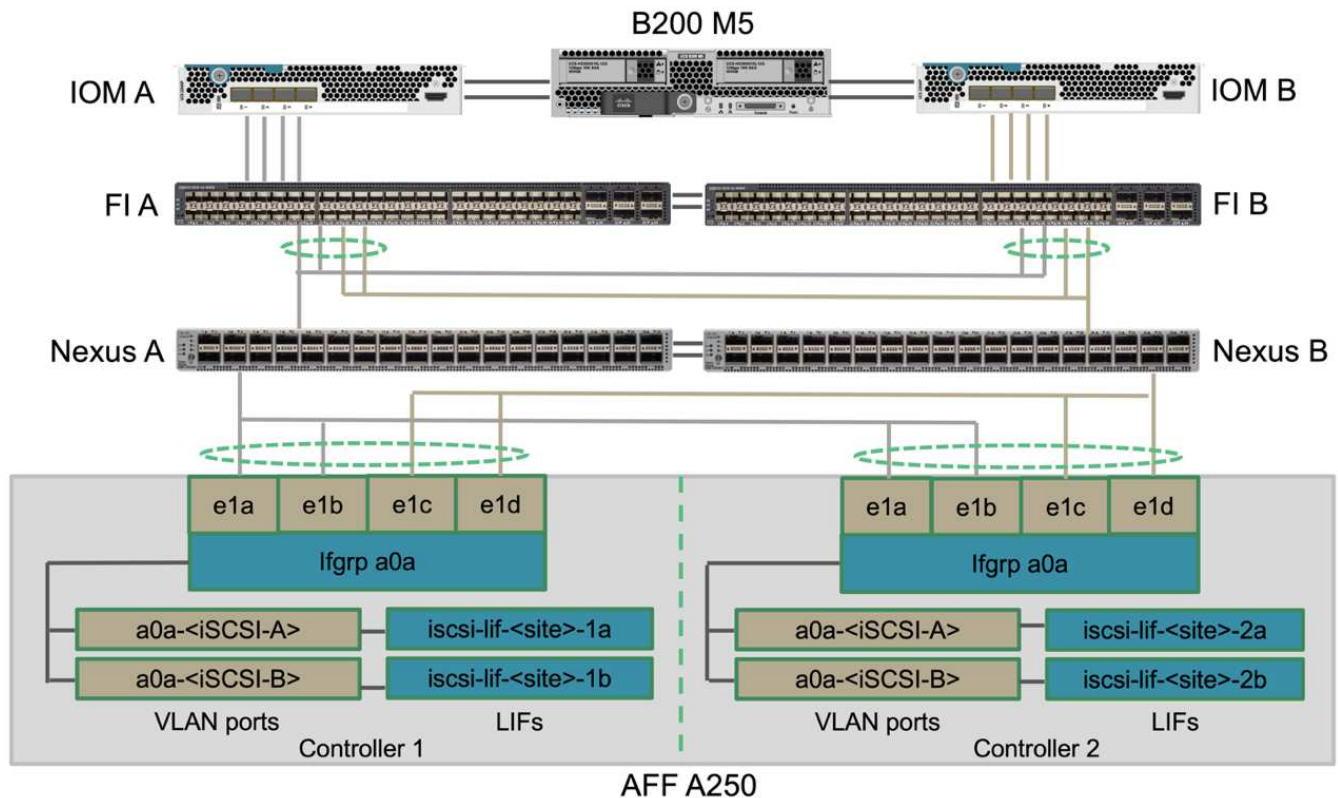 B200 M5
IOM A
IOM B
FI A
FI B
Nexus A
Nexus B
e1a e1b e1c e1d
e1a e1b e1c e1d
Ifgrp a0a
Ifgrp a0a
a0a-<iSCSI-A> iscsi-lif-<site>-1a
a0a-<iSCSI-A> iscsi-lif-<site>-2a
a0a-<iSCSI-B> iscsi-lif-<site>-1b
a0a-<iSCSI-B> iscsi-lif-<site>-2b
VLAN ports LIFs
VLAN ports LIFs
Controller 1
Controller 2
AFF A250